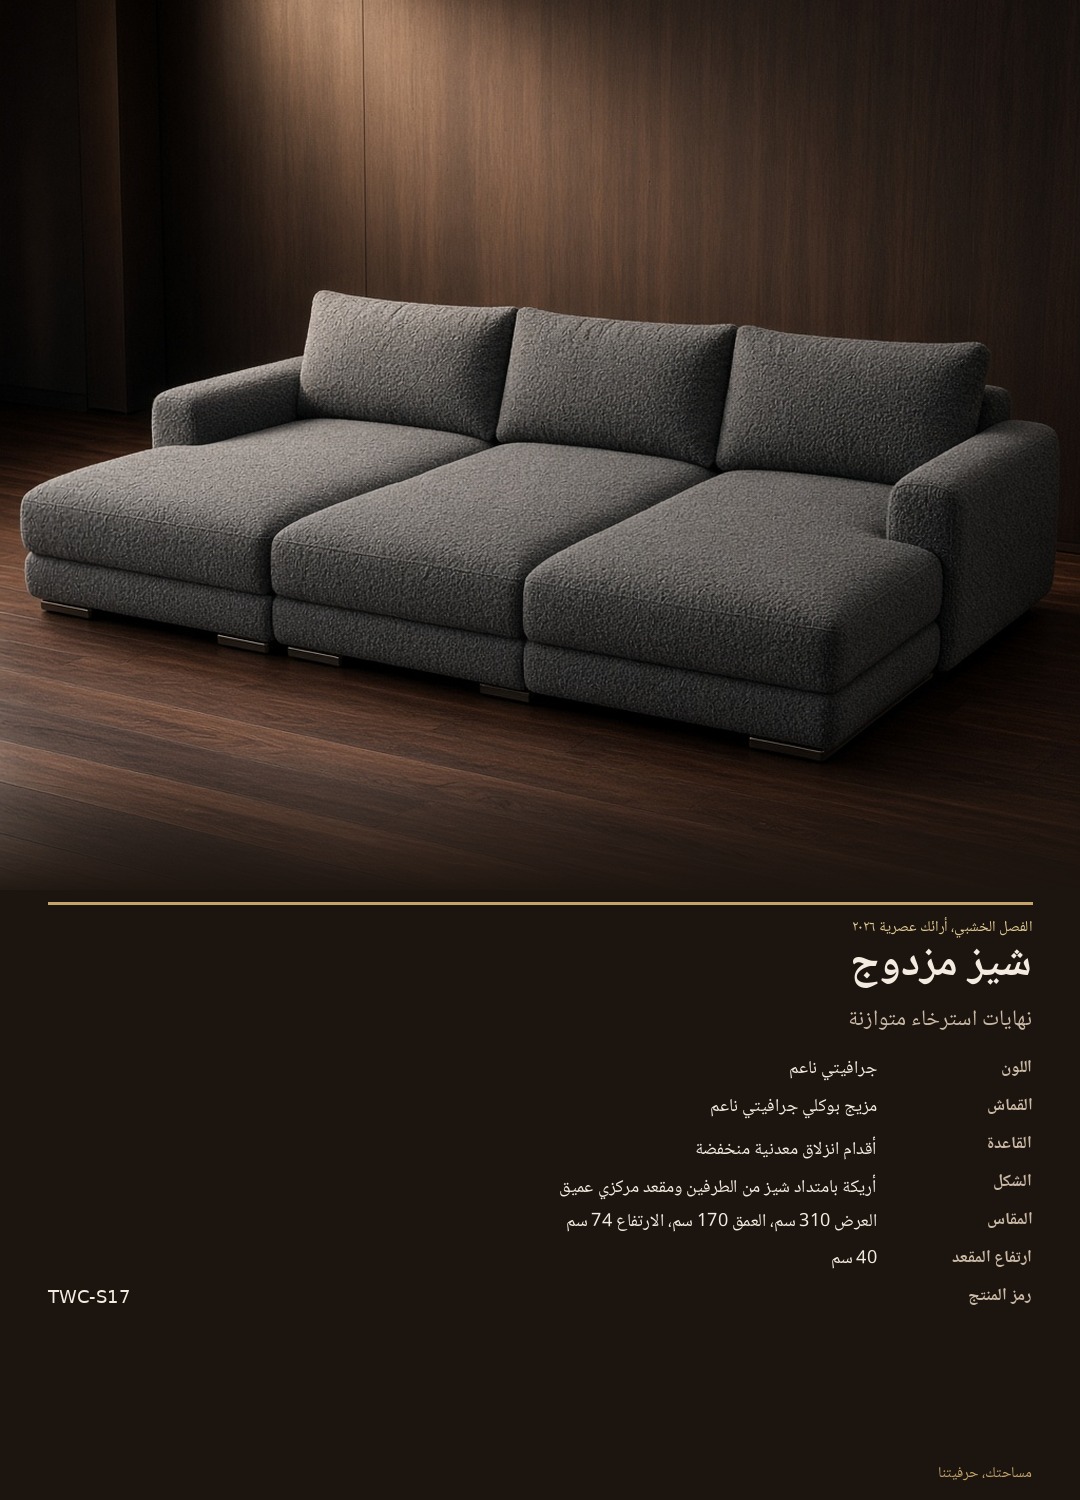 الفصل الخشبي، أرائك عصرية ٢٠٢٦
شيز مزدوج
نهايات استرخاء متوازنة
اللون جرافيتي ناعم
القماش مزيج بوكلي جرافيتي ناعم
القاعدة أقدام انزلاق معدنية منخفضة
الشكل أريكة بامتداد شيز من الطرفين ومقعد مركزي عميق
المقاس العرض 310 سم، العمق 170 سم، الارتفاع 74 سم
ارتفاع المقعد 40 سم
رمز المنتج TWC-S17
مساحتك، حرفيتنا